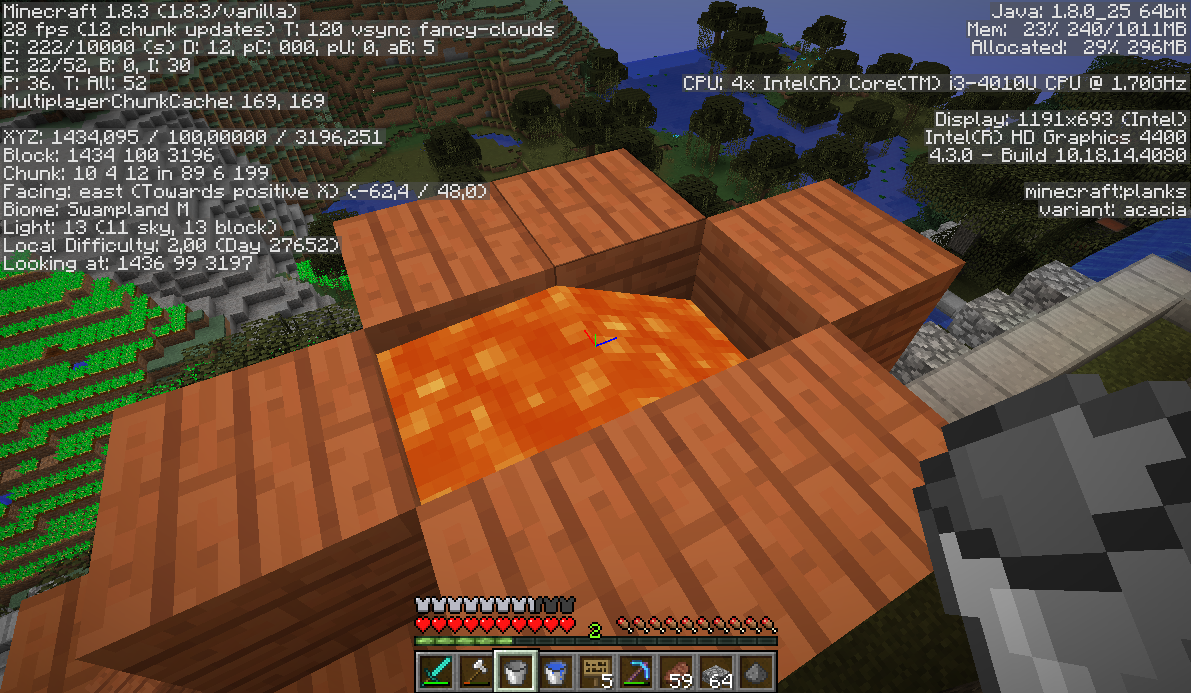 Minecraft 1.8.3 (1.8.3/vanilla)
28 fps (12 chunk updates) T: 120 vsync fancy-clouds
C: 222/10000 (s) D: 12, pC: 000, pU: 0, aB: 5
E: 22/52, B: 0, I: 30
P: 36. T: All: 52
MultiplayerChunkCache: 169, 169
XYZ: 1434,095 / 100,00000 / 3196,251
Block: 1434 100 3196
Chunk: 10 4 12 in 89 6 199
Facing: east (Towards positive X) (-62,4 / 48,0)
Biome: Swampland M
Light: 13 (11 sky, 13 block)
Local Difficulty: 2,00 (Day 27652)
Looking at: 1436 99 3197
Java: 1.8.0_25 64bit
Mem: 23% 240/1011MB
Allocated: 29% 296MB
CPU: 4x Intel(R) Core(TM) i3-4010U CPU @ 1.70GHz
Display: 1191x693 (Intel)
Intel(R) HD Graphics 4400
4.3.0 - Build 10.18.14.4080
minecraft:planks
variant: acacia
2
5
59
64